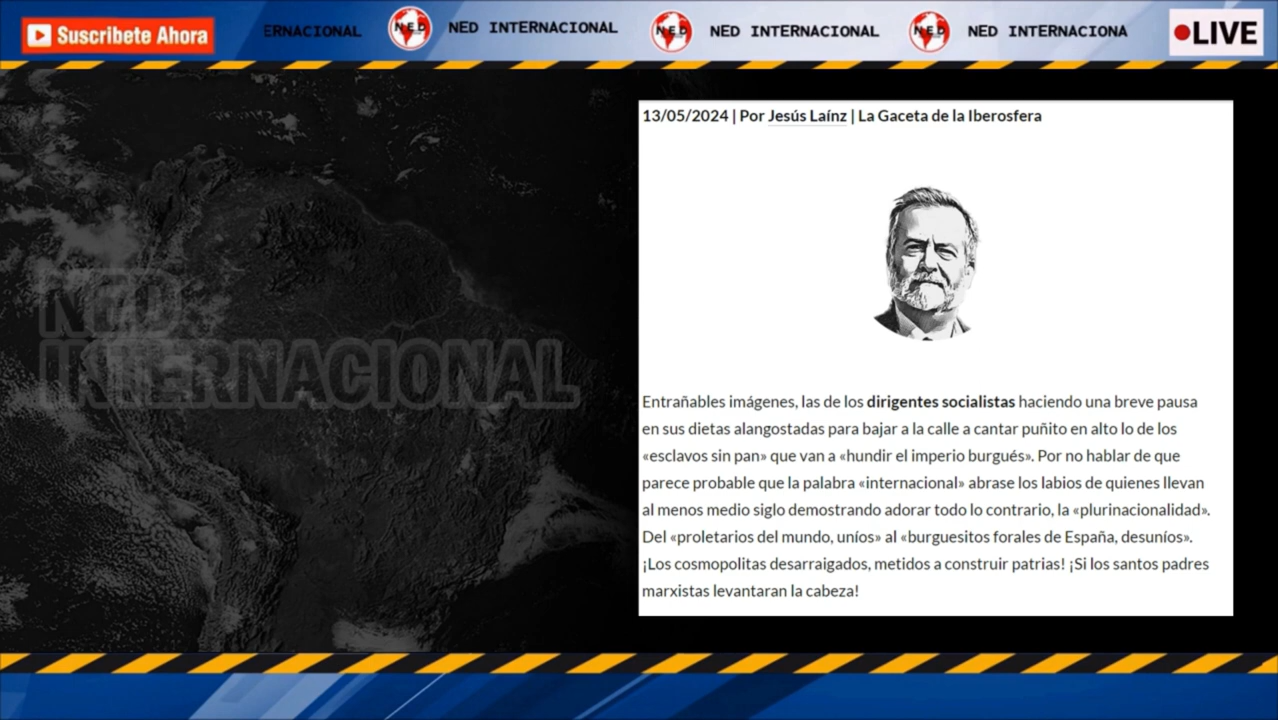 Suscribete Ahora
ERNACIONAL
NED
NED INTERNACIONAL
NED
NED INTERNACIONAL
NED
NED INTERNACIONA
LIVE
13/05/2024 | Por Jesús Laínz | La Gaceta de la Iberosfera
NED
INTERNACIONAL
Entrañables imágenes, las de los dirigentes socialistas haciendo una breve pausa
en sus dietas alangostadas para bajar a la calle a cantar puñito en alto lo de los
«esclavos sin pan» que van a «hundir el imperio burgués». Por no hablar de que
parece probable que la palabra «internacional» abrase los labios de quienes llevan
al menos medio siglo demostrando adorar todo lo contrario, la «plurinacionalidad».
Del «proletarios del mundo, uníos» al «burguesitos forales de España, desuníos».
¡Los cosmopolitas desarraigados, metidos a construir patrias! ¡Si los santos padres
marxistas levantaran la cabeza!